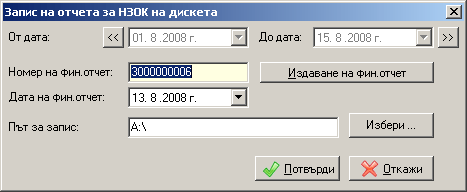 Запис на отчета за НЗОК на дискета
От дата: << 01. 8 .2008 г. До дата: 15. 8 .2008 г. >>
Номер на фин.отчет: 3000000006 Издаване на фин.отчет
Дата на фин.отчет: 13. 8 .2008 г.
Път за запис: A:\ Избери ...
Потвърди Откажи